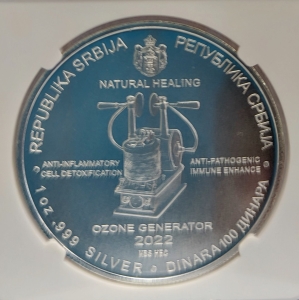 REPUBLIKA SRBIJA
РЕПУБЛИКА СРБИЈА
NATURAL HEALING
ANTI-INFLAMMATORY
CELL DETOXIFICATION
ANTI-PATHOGENIC
IMMUNE ENHANCE
OZONE GENERATOR
2022
1 oz .999 SILVER • DINARA 100 ДИНАРА